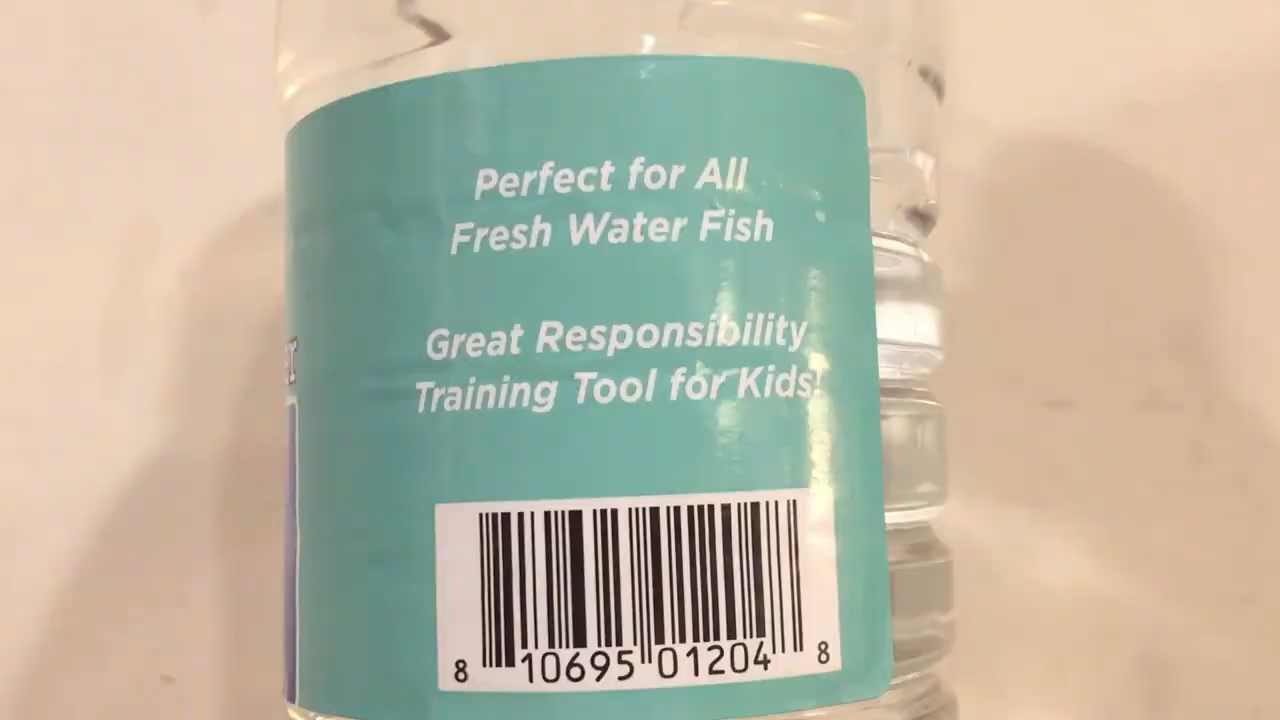 Perfect for All
Fresh Water Fish
Great Responsibility
Training Tool for Kids!
8 10695 01204 8